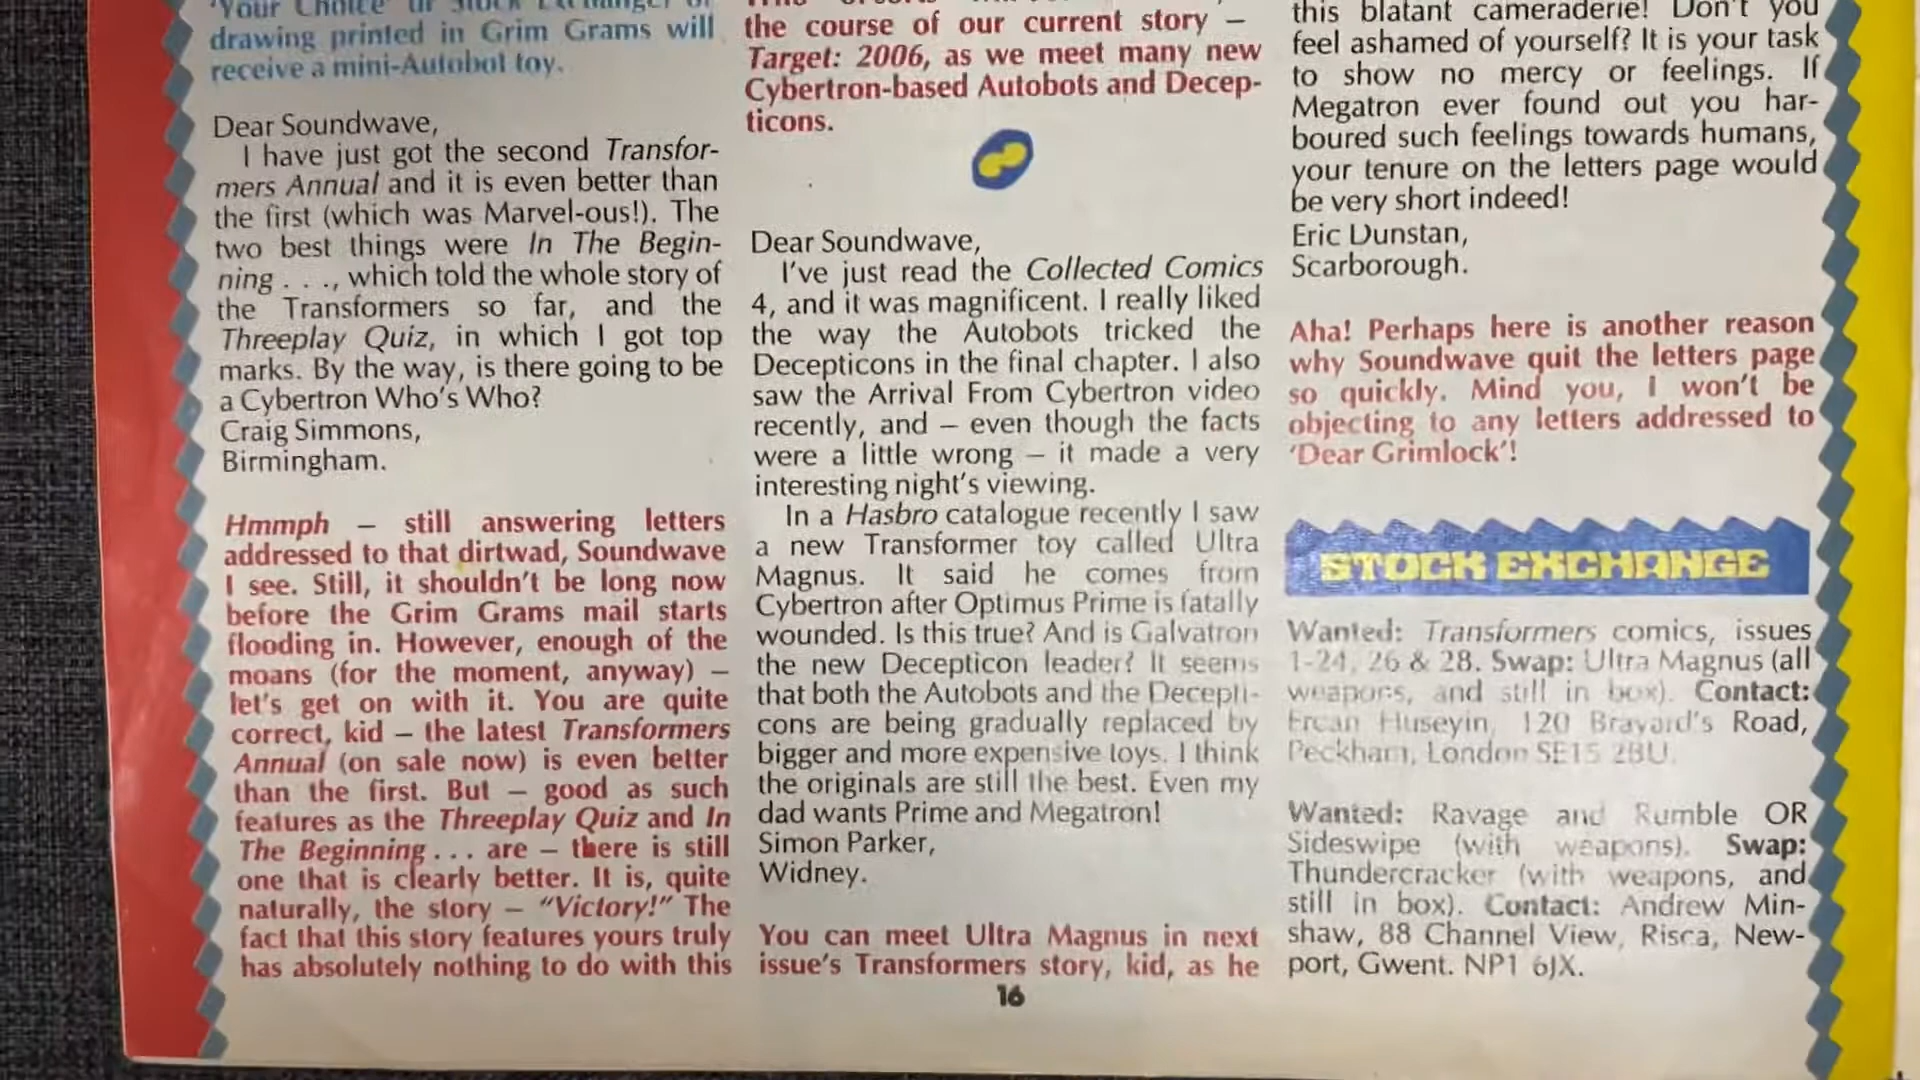 'Your Choice' or Stock Exchange or
drawing printed in Grim Grams will
receive a mini-Autobot toy.
Dear Soundwave,
I have just got the second Transfor-
mers Annual and it is even better than
the first (which was Marvel-ous!). The
two best things were In The Begin-
ning . . ., which told the whole story of
the Transformers so far, and the
Threeplay Quiz, in which I got top
marks. By the way, is there going to be
a Cybertron Who's Who?
Craig Simmons,
Birmingham.
Hmmph – still answering letters
addressed to that dirtwad, Soundwave
I see. Still, it shouldn't be long now
before the Grim Grams mail starts
flooding in. However, enough of the
moans (for the moment, anyway) –
let's get on with it. You are quite
correct, kid – the latest Transformers
Annual (on sale now) is even better
than the first. But – good as such
features as the Threeplay Quiz and In
The Beginning . . . are – there is still
one that is clearly better. It is, quite
naturally, the story – "Victory!" The
fact that this story features yours truly
has absolutely nothing to do with this
the course of our current story –
Target: 2006, as we meet many new
Cybertron-based Autobots and Decep-
ticons.
Dear Soundwave,
I've just read the Collected Comics
4, and it was magnificent. I really liked
the way the Autobots tricked the
Decepticons in the final chapter. I also
saw the Arrival From Cybertron video
recently, and – even though the facts
were a little wrong – it made a very
interesting night's viewing.
In a Hasbro catalogue recently I saw
a new Transformer toy called Ultra
Magnus. It said he comes from
Cybertron after Optimus Prime is fatally
wounded. Is this true? And is Galvatron
the new Decepticon leader? It seems
that both the Autobots and the Decepti-
cons are being gradually replaced by
bigger and more expensive toys. I think
the originals are still the best. Even my
dad wants Prime and Megatron!
Simon Parker,
Widney.
You can meet Ultra Magnus in next
issue's Transformers story, kid, as he
this blatant cameraderie! Don't you
feel ashamed of yourself? It is your task
to show no mercy or feelings. If
Megatron ever found out you har-
boured such feelings towards humans,
your tenure on the letters page would
be very short indeed!
Eric Dunstan,
Scarborough.
Aha! Perhaps here is another reason
why Soundwave quit the letters page
so quickly. Mind you, I won't be
objecting to any letters addressed to
'Dear Grimlock'!
STOCK EXCHANGE
Wanted: Transformers comics, issues
1-24, 26 & 28. Swap: Ultra Magnus (all
weapons, and still in box). Contact:
Ercan Huseyin, 120 Brayard's Road,
Peckham, London SE15 2BU.
Wanted: Ravage and Rumble OR
Sideswipe (with weapons). Swap:
Thundercracker (with weapons, and
still in box). Contact: Andrew Min-
shaw, 88 Channel View, Risca, New-
port, Gwent. NP1 6JX.
16